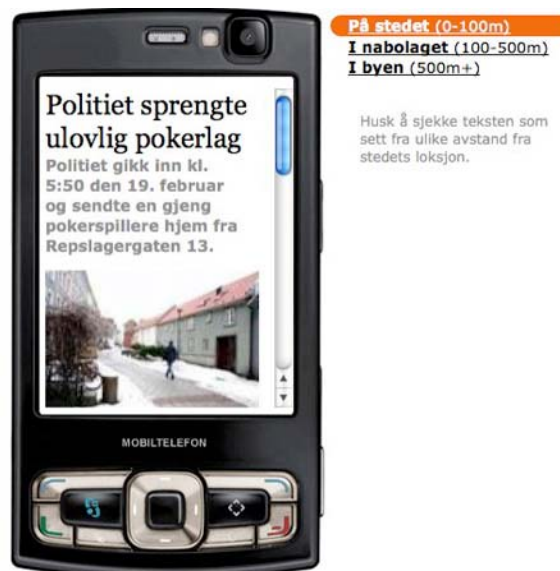 Politiet sprengte
ulovlig pokerlag
Politiet gikk inn kl.
5:50 den 19. februar
og sendte en gjeng
pokerspillere hjem fra
Repslagergaten 13.
MOBILTELEFON
På stedet (0-100m)
I nabolaget (100-500m)
I byen (500m+)
Husk å sjekke teksten som
sett fra ulike avstand fra
stedets loksjon.